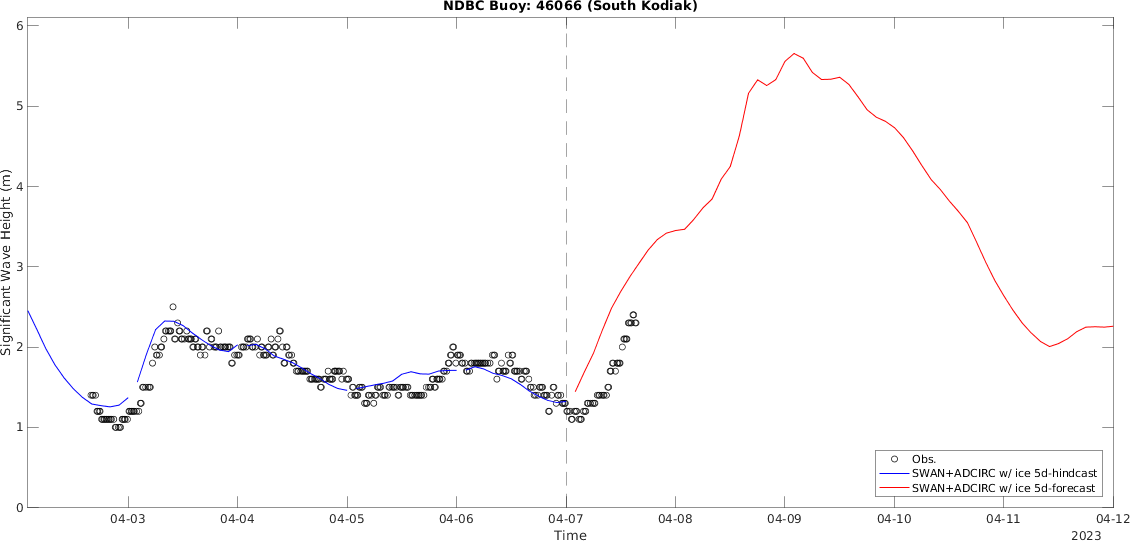 NDBC Buoy: 46066 (South Kodiak)
6
5
4
3
2
1
0
Significant Wave Height (m)
Obs.
SWAN+ADCIRC w/ ice 5d-hindcast
SWAN+ADCIRC w/ ice 5d-forecast
04-03 04-04 04-05 04-06 04-07 04-08 04-09 04-10 04-11 04-12
Time
2023